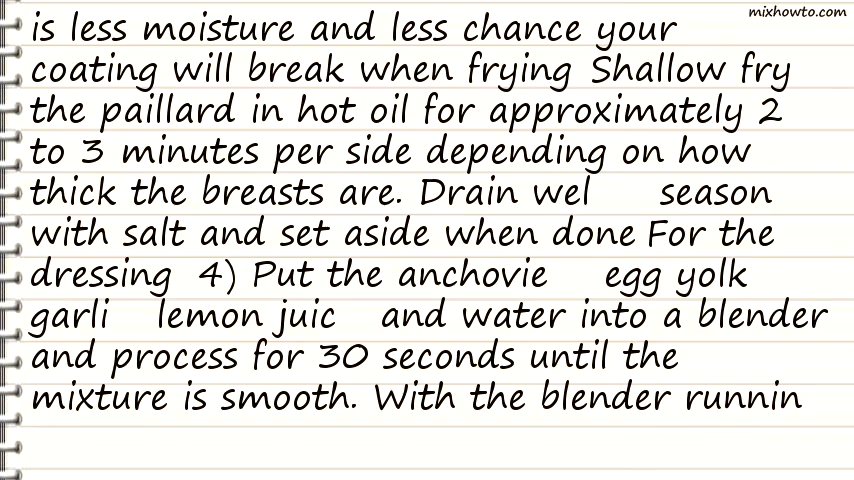 mixhowto.com
is less moisture and less chance your
coating will break when frying Shallow fry
the paillard in hot oil for approximately 2
to 3 minutes per side depending on how
thick the breasts are. Drain wel season
with salt and set aside when done For the
dressing 4) Put the anchovie egg yolk
garli lemon juic and water into a blender
and process for 30 seconds until the
mixture is smooth. With the blender runnin